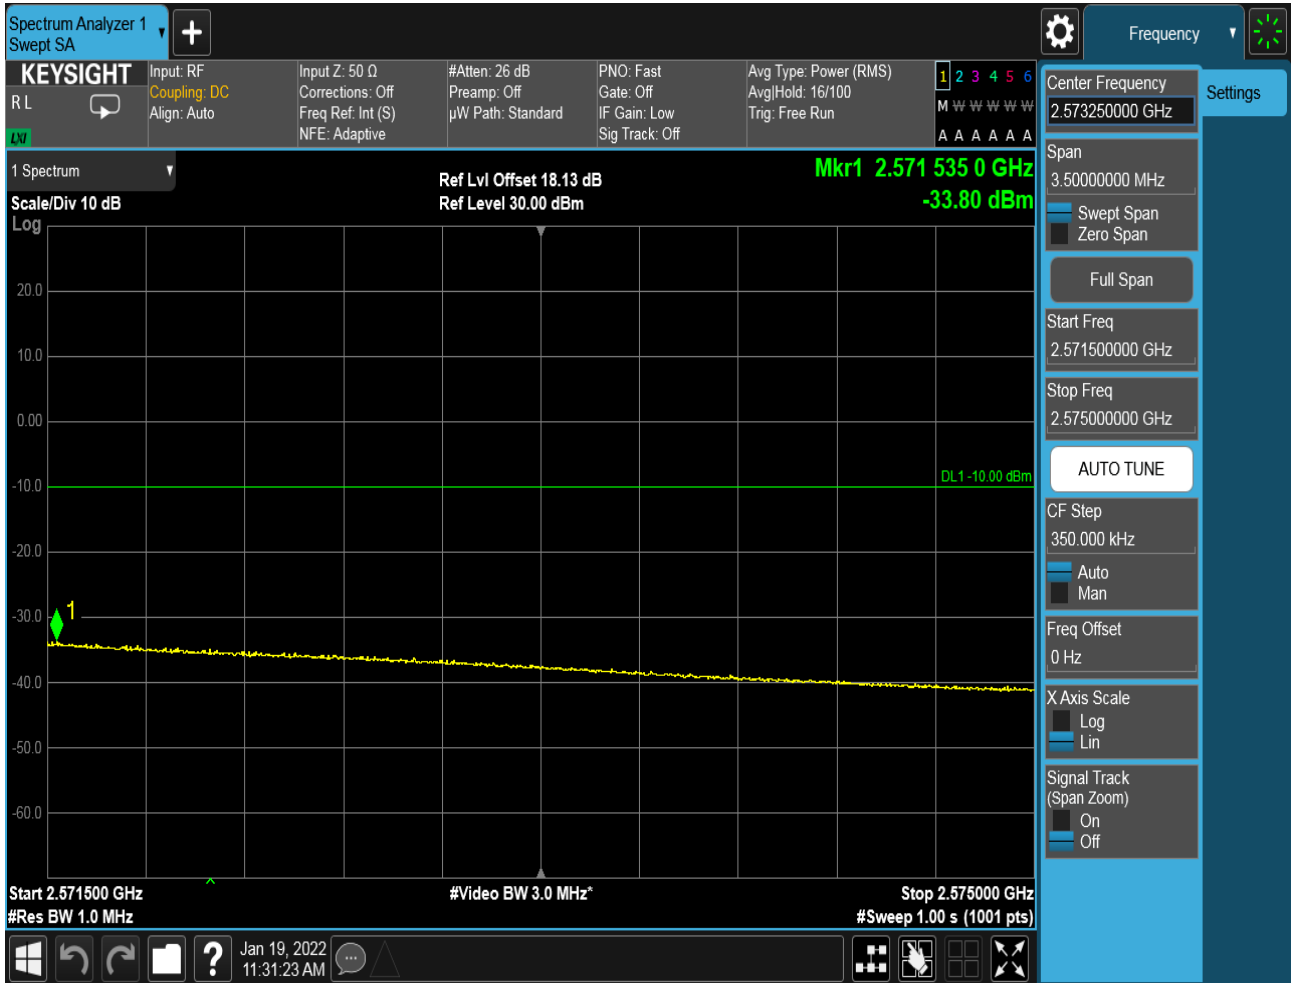 Spectrum Analyzer 1
Swept SA
Frequency
KEYSIGHT
R L
LXI
Input: RF
Coupling: DC
Align: Auto
Input Z: 50 Ω
Corrections: Off
Freq Ref: Int (S)
NFE: Adaptive
#Atten: 26 dB
Preamp: Off
µW Path: Standard
PNO: Fast
Gate: Off
IF Gain: Low
Sig Track: Off
Avg Type: Power (RMS)
Avg|Hold: 16/100
Trig: Free Run
1 2 3 4 5 6
M W W W W W
A A A A A A
1 Spectrum
Scale/Div 10 dB
Log
Ref Lvl Offset 18.13 dB
Ref Level 30.00 dBm
Mkr1 2.571 535 0 GHz
-33.80 dBm
20.0
10.0
0.00
-10.0
-20.0
-30.0
-40.0
-50.0
-60.0
DL1 -10.00 dBm
1
Start 2.571500 GHz
#Res BW 1.0 MHz
#Video BW 3.0 MHz*
Stop 2.575000 GHz
#Sweep 1.00 s (1001 pts)
Center Frequency
2.573250000 GHz
Settings
Span
3.50000000 MHz
Swept Span
Zero Span
Full Span
Start Freq
2.571500000 GHz
Stop Freq
2.575000000 GHz
AUTO TUNE
CF Step
350.000 kHz
Auto
Man
Freq Offset
0 Hz
X Axis Scale
Log
Lin
Signal Track
(Span Zoom)
On
Off
?
Jan 19, 2022
11:31:23 AM